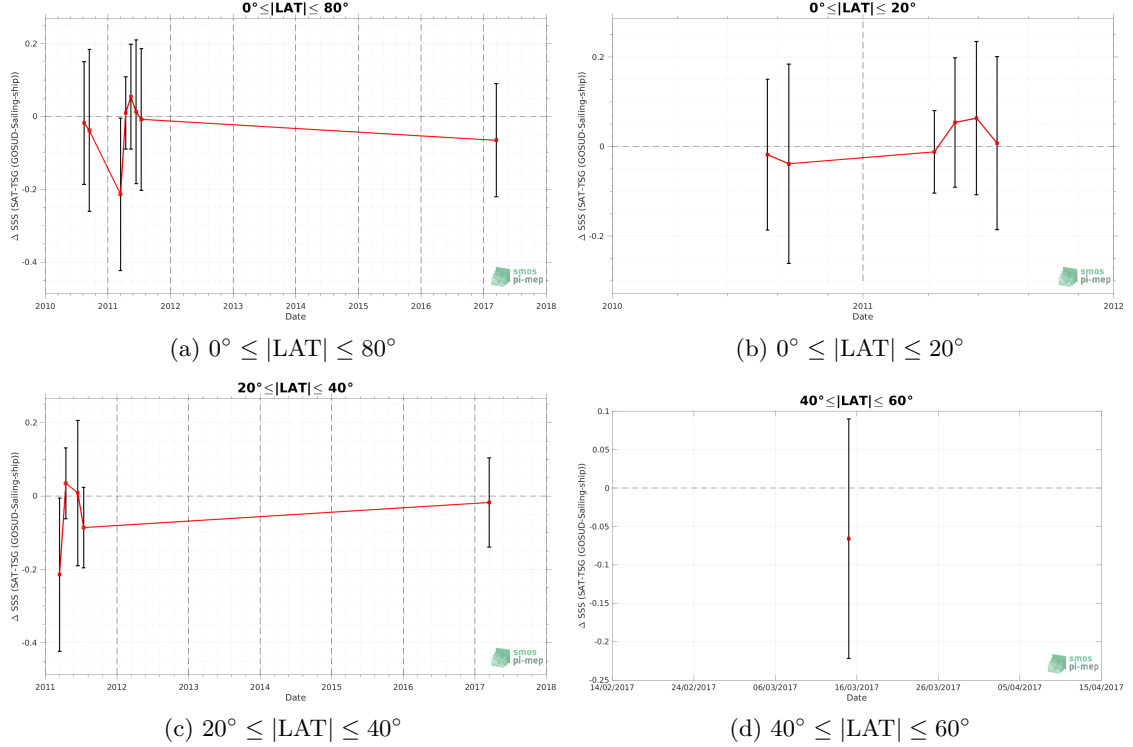 0°≤|LAT|≤ 80°
Δ SSS (SAT-TSG (GOSUD-Sailing-ship))
0.2
0
-0.2
-0.4
2010 2011 2012 2013 2014 2015 2016 2017 2018
Date
smos
pi-mep
(a) 0° ≤ |LAT| ≤ 80°
0°≤|LAT|≤ 20°
Δ SSS (SAT-TSG (GOSUD-Sailing-ship))
0.2
0
-0.2
2010 2011 2012
Date
smos
pi-mep
(b) 0° ≤ |LAT| ≤ 20°
20°≤|LAT|≤ 40°
Δ SSS (SAT-TSG (GOSUD-Sailing-ship))
0.2
0
-0.2
-0.4
2011 2012 2013 2014 2015 2016 2017 2018
Date
smos
pi-mep
(c) 20° ≤ |LAT| ≤ 40°
40°≤|LAT|≤ 60°
Δ SSS (SAT-TSG (GOSUD-Sailing-ship))
0.1
0.05
0
-0.05
-0.1
-0.15
-0.2
-0.25
14/02/2017 24/02/2017 06/03/2017 16/03/2017 26/03/2017 05/04/2017 15/04/2017
Date
smos
pi-mep
(d) 40° ≤ |LAT| ≤ 60°